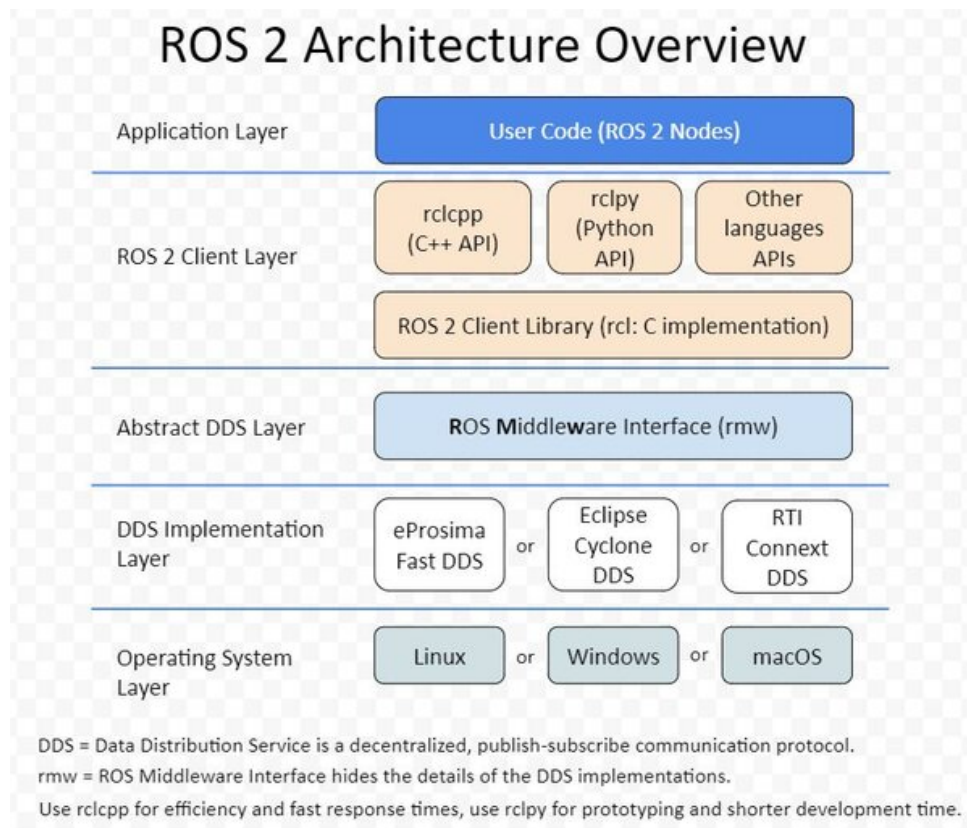 ROS 2 Architecture Overview
Application Layer
User Code (ROS 2 Nodes)
ROS 2 Client Layer
rclcpp
(C++ API)
rclpy
(Python
API)
Other
languages
APIs
ROS 2 Client Library (rcl: C implementation)
Abstract DDS Layer
ROS Middleware Interface (rmw)
DDS Implementation
Layer
eProsima
Fast DDS
or
Eclipse
Cyclone
DDS
or
RTI
Connext
DDS
Operating System
Layer
Linux
or
Windows
or
macOS
DDS = Data Distribution Service is a decentralized, publish-subscribe communication protocol.
rmw = ROS Middleware Interface hides the details of the DDS implementations.
Use rclcpp for efficiency and fast response times, use rclpy for prototyping and shorter development time.